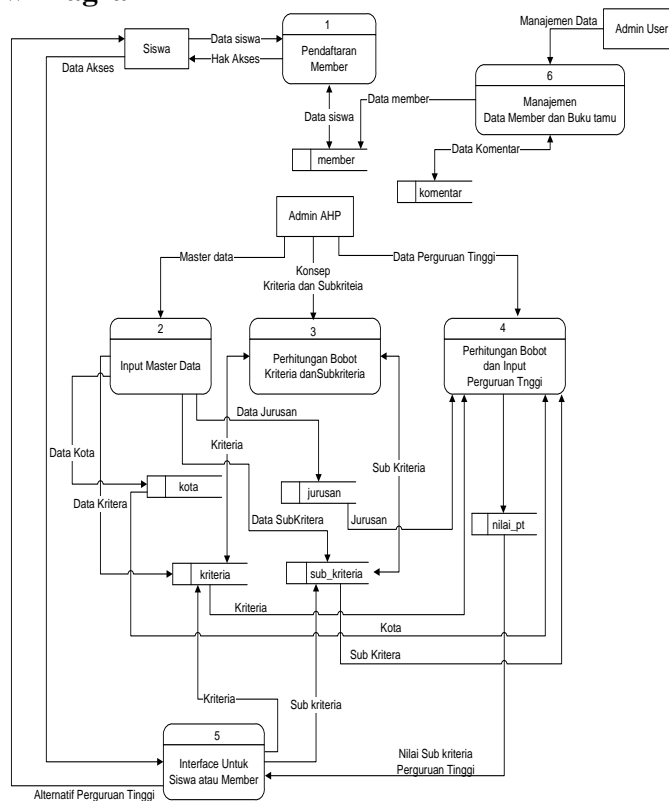 Siswa
Data siswa
Hak Akses
Data Akses
1
Pendaftaran
Member
Manajemen Data
Admin User
6
Manajemen
Data Member dan Buku tamu
Data member
Data siswa
member
Data Komentar
komentar
Admin AHP
Master data
Konsep
Kriteria dan Subkriteia
Data Perguruan Tinggi
2
Input Master Data
3
Perhitungan Bobot
Kriteria danSubkriteria
4
Perhitungan Bobot
dan Input
Perguruan Tnggi
Data Jurusan
Kriteria
Sub Kriteria
Data Kota
kota
jurusan
Data Kritera
Data SubKritera
Jurusan
nilai_pt
kriteria
sub_kriteria
Kriteria
Kota
Sub Kritera
Kriteria
Sub kriteria
5
Interface Untuk
Siswa atau Member
Nilai Sub kriteria
Perguruan Tinggi
Alternatif Perguruan Tinggi